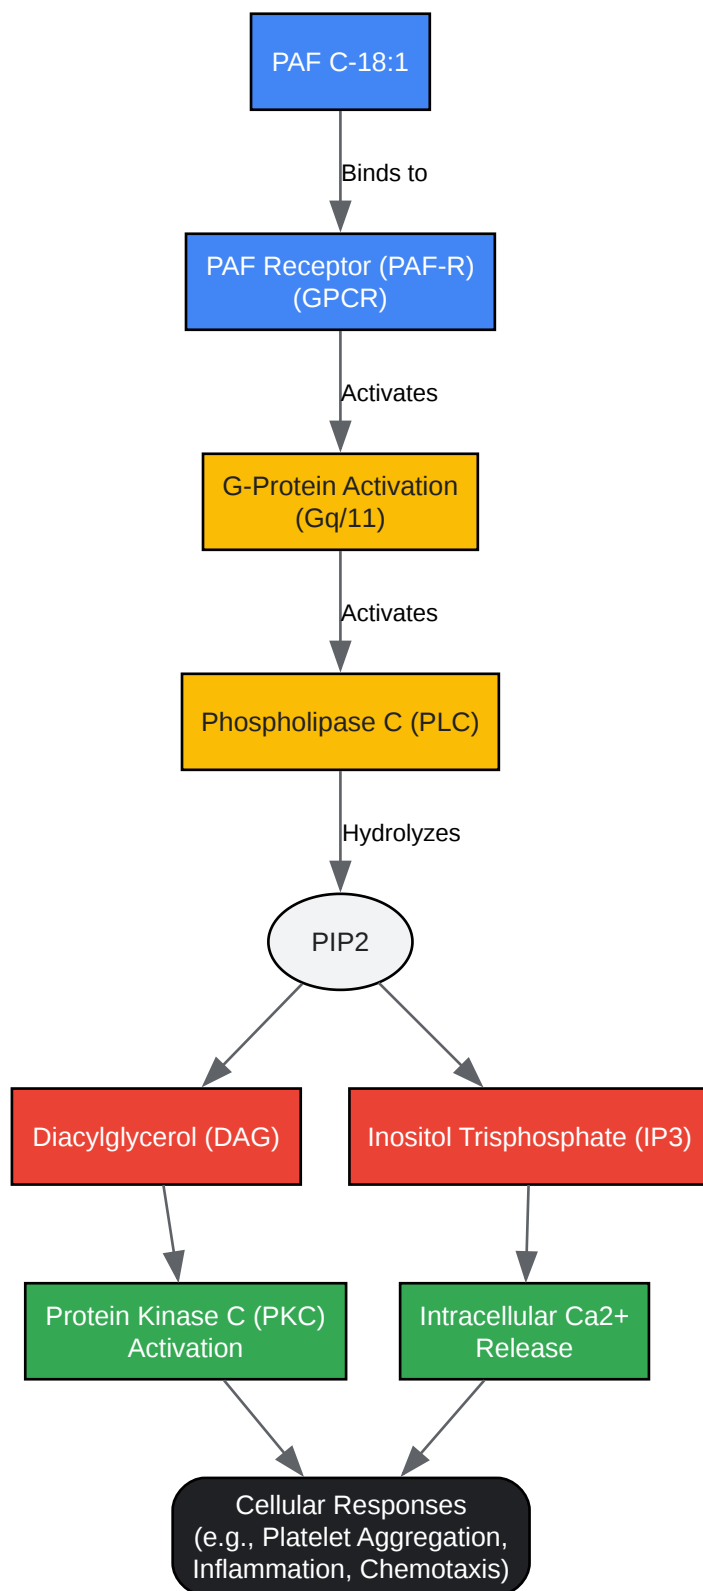 PAF C-18:1
Binds to
PAF Receptor (PAF-R)
(GPCR)
Activates
G-Protein Activation
(Gq/11)
Activates
Phospholipase C (PLC)
Hydrolyzes
PIP2
Diacylglycerol (DAG)
Inositol Trisphosphate (IP3)
Protein Kinase C (PKC)
Activation
Intracellular Ca2+
Release
Cellular Responses
(e.g., Platelet Aggregation,
Inflammation, Chemotaxis)